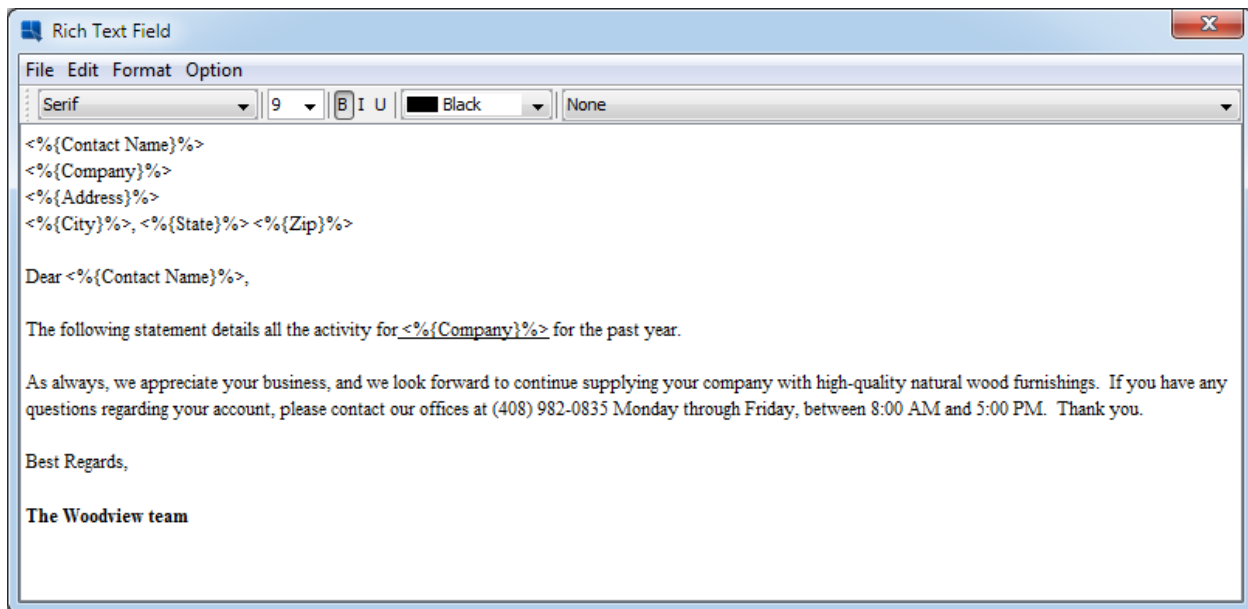 Rich Text Field
X
File Edit Format Option
Serif 9 B I U Black None
<%{Contact Name}%>
<%{Company}%>
<%{Address}%>
<%{City}%>, <%{State}%> <%{Zip}%>
Dear <%{Contact Name}%>,
The following statement details all the activity for <%{Company}%> for the past year.
As always, we appreciate your business, and we look forward to continue supplying your company with high-quality natural wood furnishings.  If you have any
questions regarding your account, please contact our offices at (408) 982-0835 Monday through Friday, between 8:00 AM and 5:00 PM.  Thank you.
Best Regards,
The Woodview team